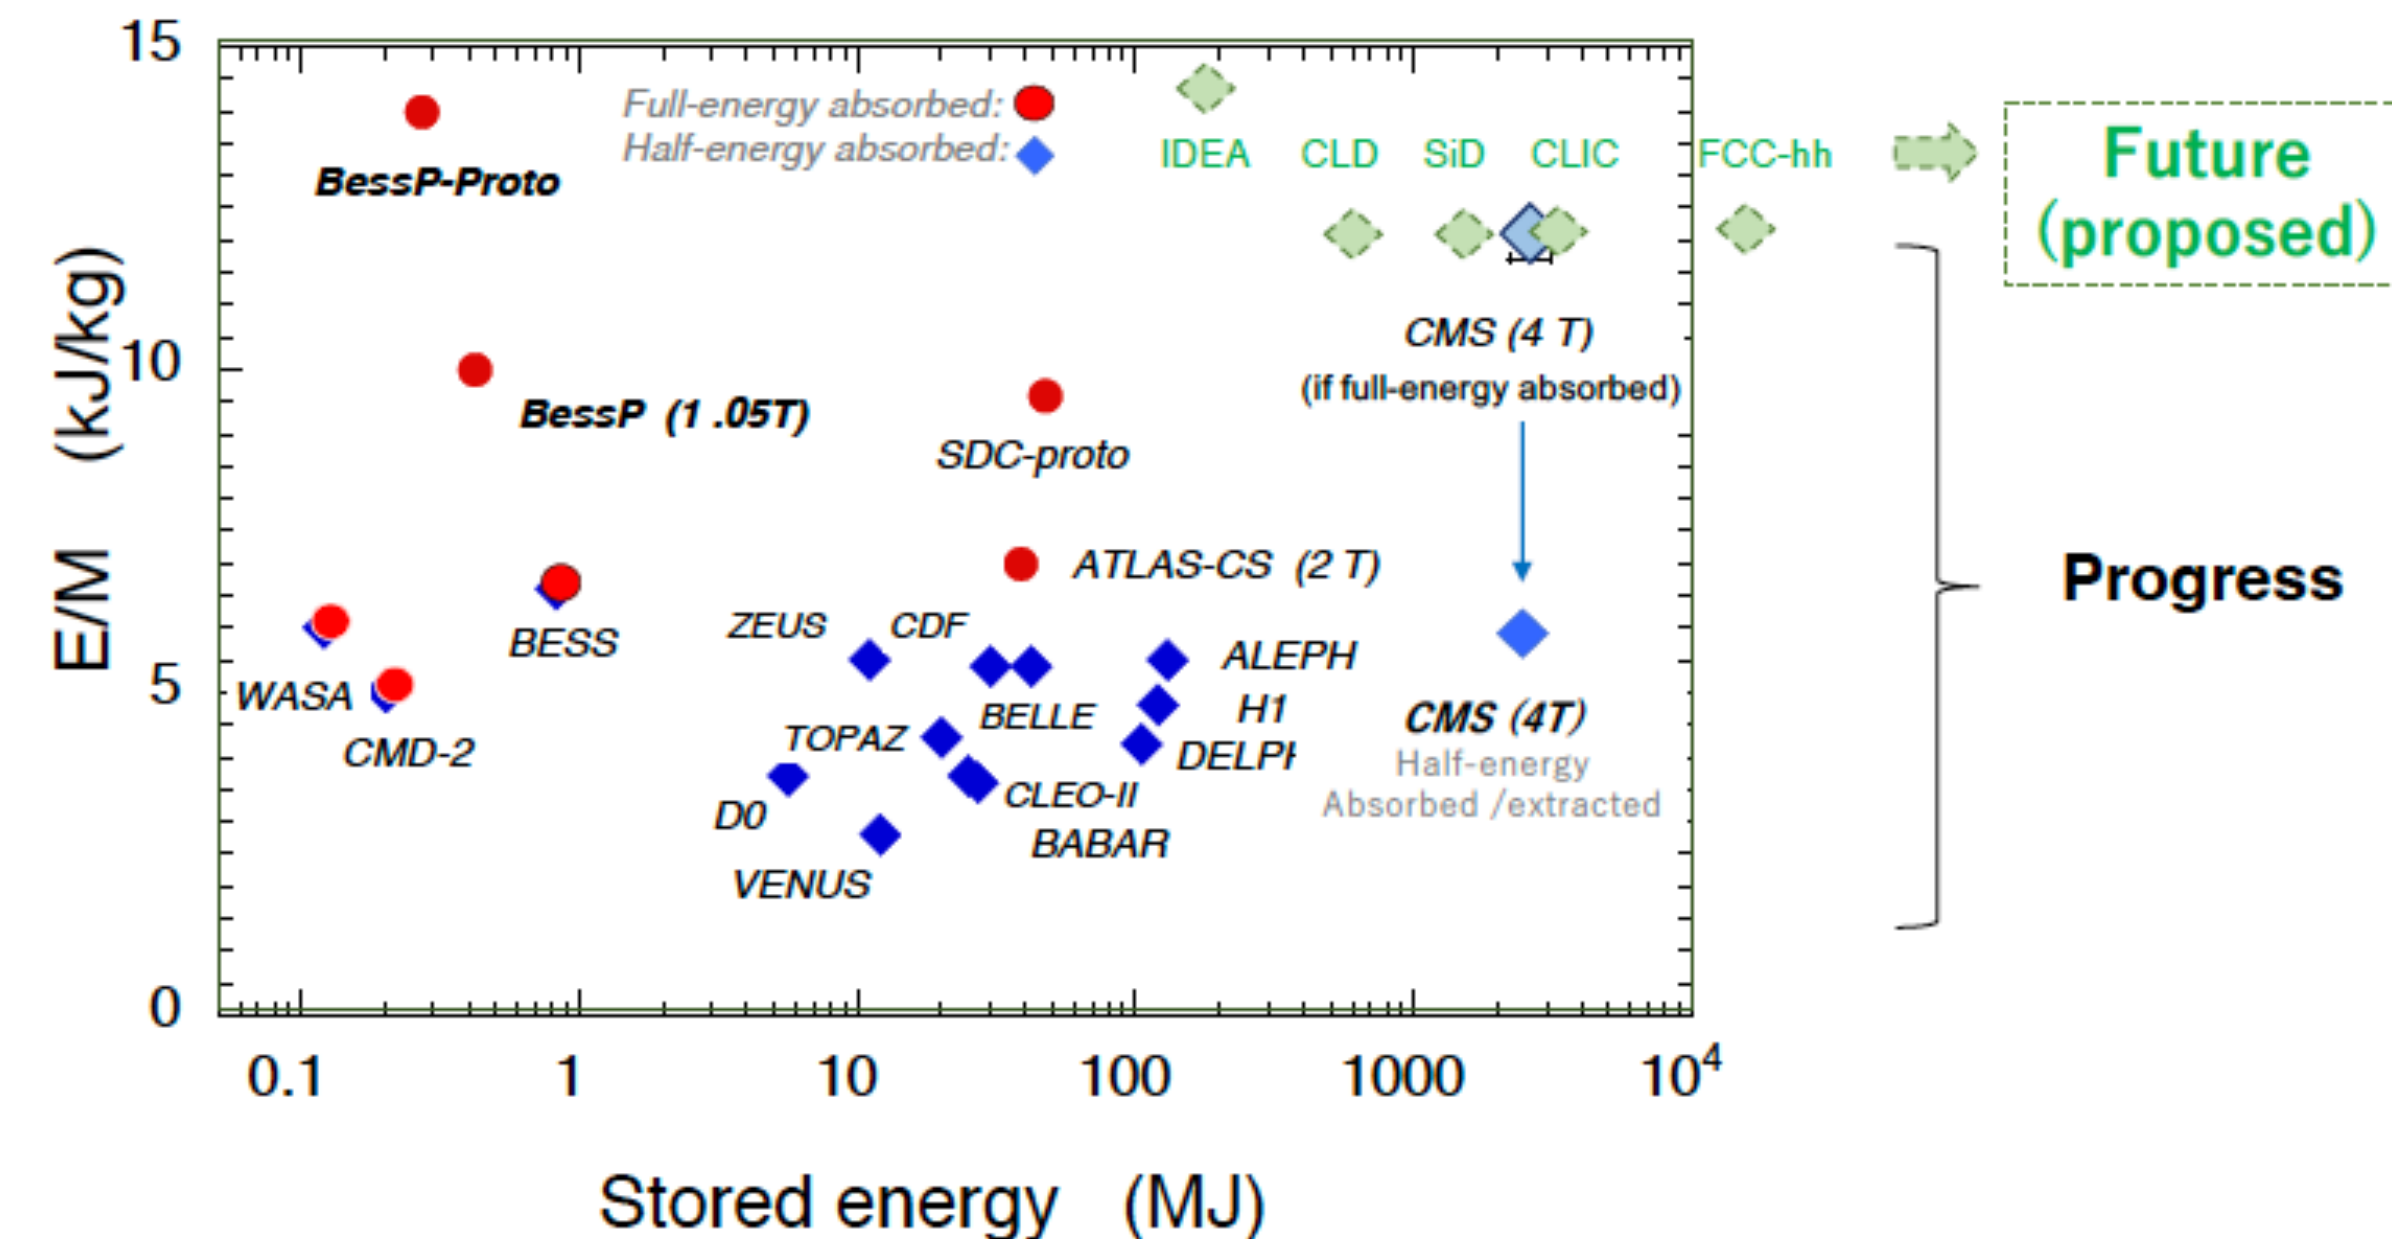 15
Full-energy absorbed:
Half-energy absorbed:
BessP-Proto
IDEA CLD SiD CLIC FCC-hh
Future
(proposed)
E/M (kJ/kg)
10
BessP (1 .05T)
SDC-proto
CMS (4 T)
(if full-energy absorbed)
ATLAS-CS (2 T)
Progress
BESS
ZEUS CDF
ALEPH
5
WASA
BELLE
H1
CMS (4T)
CMD-2
TOPAZ
DELPH
Half-energy
Absorbed /extracted
D0
CLEO-II
BABAR
VENUS
0
0.1 1 10 100 1000 10⁴
Stored energy (MJ)